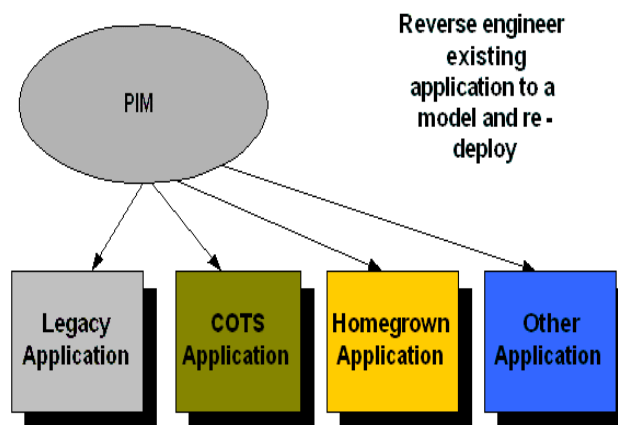 Reverse engineer
existing
application to a
model and re -
deploy
PIM
Legacy
Application
COTS
Application
Homegrown
Application
Other
Application